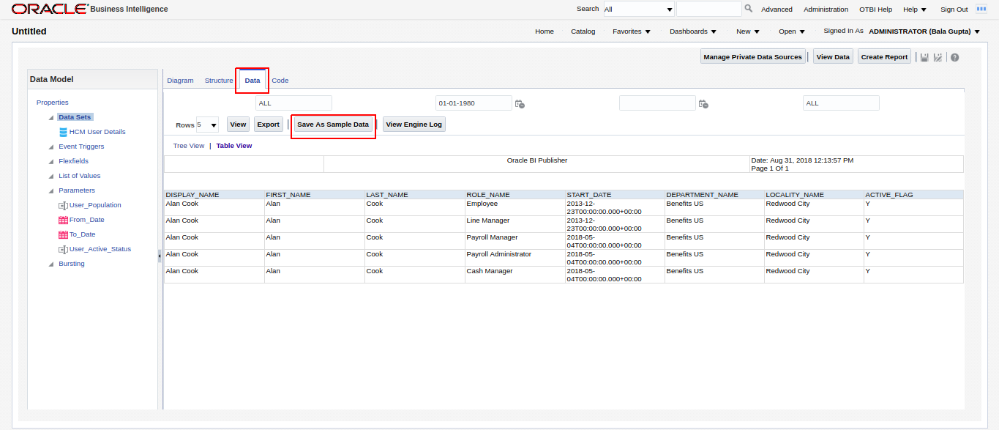 ORACLE Business Intelligence
Search All Advanced Administration OTBI Help Help Sign Out
Untitled
Home Catalog Favorites Dashboards New Open Signed In As ADMINISTRATOR (Bala Gupta)
Manage Private Data Sources View Data Create Report
Data Model
Properties
Data Sets
HCM User Details
Event Triggers
Flexfields
List of Values
Parameters
User_Population
From_Date
To_Date
User_Active_Status
Bursting
Diagram Structure Data Code
ALL 01-01-1980 ALL
Rows 5 View Export Save As Sample Data View Engine Log
Tree View | Table View
Oracle BI Publisher Date: Aug 31, 2018 12:13:57 PM
Page 1 Of 1
DISPLAY_NAME FIRST_NAME LAST_NAME ROLE_NAME START_DATE DEPARTMENT_NAME LOCALITY_NAME ACTIVE_FLAG
Alan Cook Alan Cook Employee 2013-12- Benefits US Redwood City Y
23T00:00:00.000+00:00
Alan Cook Alan Cook Line Manager 2013-12- Benefits US Redwood City Y
23T00:00:00.000+00:00
Alan Cook Alan Cook Payroll Manager 2018-05- Benefits US Redwood City Y
04T00:00:00.000+00:00
Alan Cook Alan Cook Payroll Administrator 2018-05- Benefits US Redwood City Y
04T00:00:00.000+00:00
Alan Cook Alan Cook Cash Manager 2018-05- Benefits US Redwood City Y
04T00:00:00.000+00:00